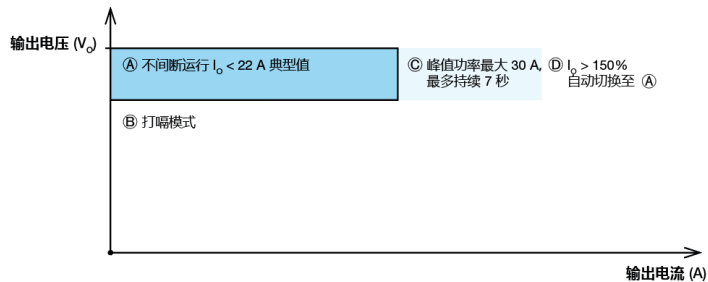 输出电压 (Vo)
Ⓐ 不间断运行 Io < 22 A 典型值
Ⓒ 峰值功率最大 30 A,
最多持续 7 秒
Ⓓ Io > 150%
自动切换至 Ⓐ
Ⓑ 打嗝模式
输出电流 (A)